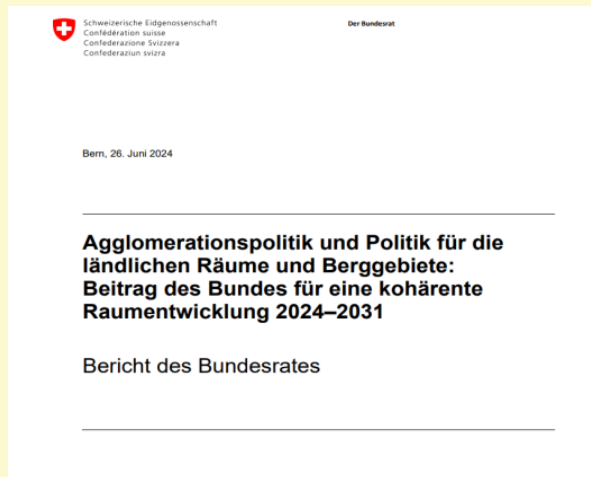 Schweizerische Eidgenossenschaft
Confédération suisse
Confederazione Svizzera
Confederaziun svizra
Der Bundesrat
Bern, 26. Juni 2024
Agglomerationspolitik und Politik für die
ländlichen Räume und Berggebiete:
Beitrag des Bundes für eine kohärente
Raumentwicklung 2024–2031
Bericht des Bundesrates